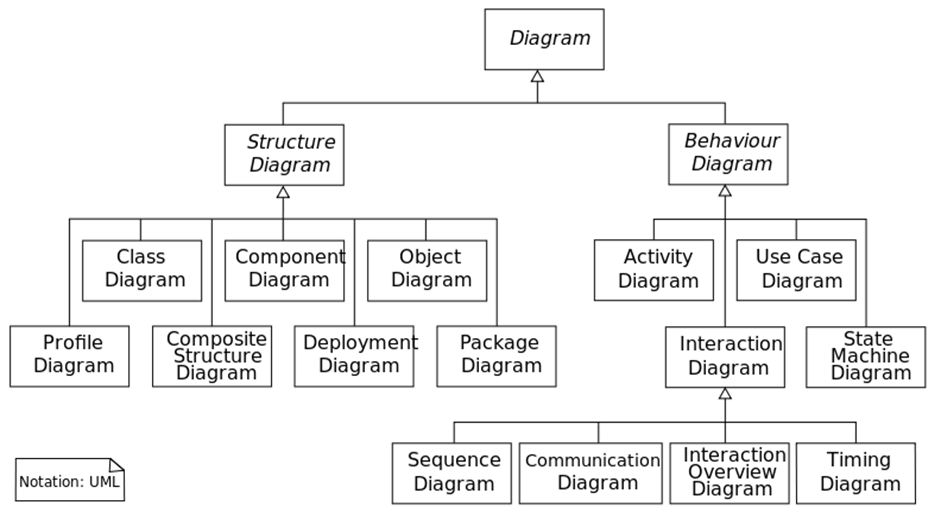 Diagram
Structure
Diagram
Behaviour
Diagram
Class
Diagram
Component
Diagram
Object
Diagram
Activity
Diagram
Use Case
Diagram
Profile
Diagram
Composite
Structure
Diagram
Deployment
Diagram
Package
Diagram
Interaction
Diagram
State
Machine
Diagram
Sequence
Diagram
Communication
Diagram
Interaction
Overview
Diagram
Timing
Diagram
Notation: UML